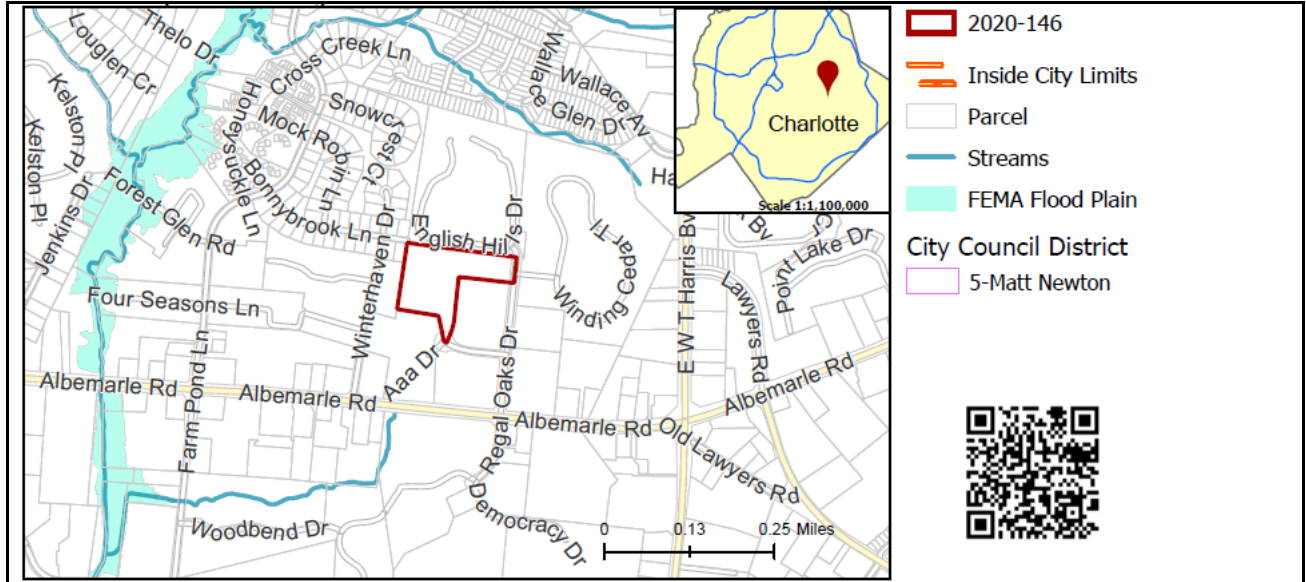 Thelo Dr
Louglen Cr
Cross Creek Ln
Wallace Av
Wallace Glen Dr
Kelston Pl
Kelston Pl
Honeysuckle Ln
Snowcrest Ct
Mock Robin Ln
Bonnybrook Ln
Jenkins Dr
Forest Glen Rd
English Hills Dr
Winding Cedar Tl
Charlotte
Scale 1:1,100,000
Ha
Bv
Cr
Point Lake Dr
Four Seasons Ln
Winterhaven Dr
E W T Harris Bv
Lawyers Rd
Farm Pond Ln
Aaa Dr
Regal Oaks Dr
Albemarle Rd
Albemarle Rd
Albemarle Rd
Albemarle Rd
Old Lawyers Rd
Woodbend Dr
Democracy Dr
0 0.13 0.25 Miles
2020-146
Inside City Limits
Parcel
Streams
FEMA Flood Plain
City Council District
5-Matt Newton